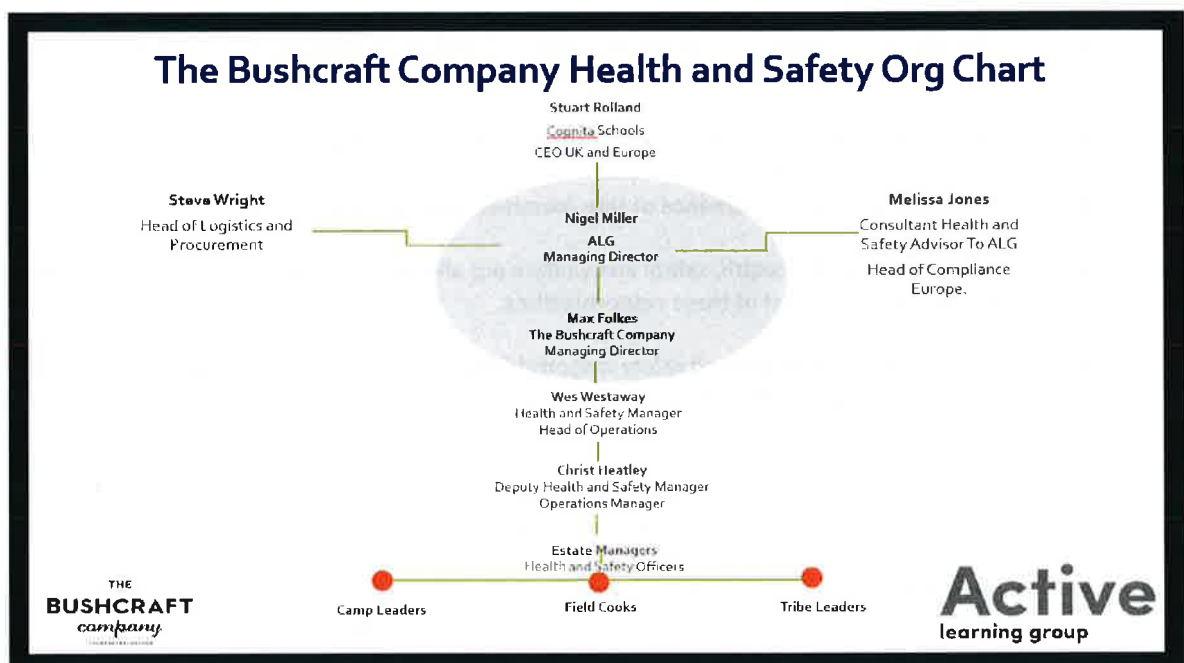 The Bushcraft Company Health and Safety Org Chart
Stuart Rolland
Cognita Schools
CEO UK and Europe
Steve Wright
Head of Logistics and
Procurement
Nigel Miller
ALG
Managing Director
Melissa Jones
Consultant Health and
Safety Advisor To ALG
Head of Compliance
Europe.
Max Folkes
The Bushcraft Company
Managing Director
Wes Westaway
Health and Safety Manager
Head of Operations
Christ Heatley
Deputy Health and Safety Manager
Operations Manager
Estate Managers
Health and Safety Officers
Camp Leaders
Field Cooks
Tribe Leaders
THE
BUSHCRAFT
company
Active
learning group